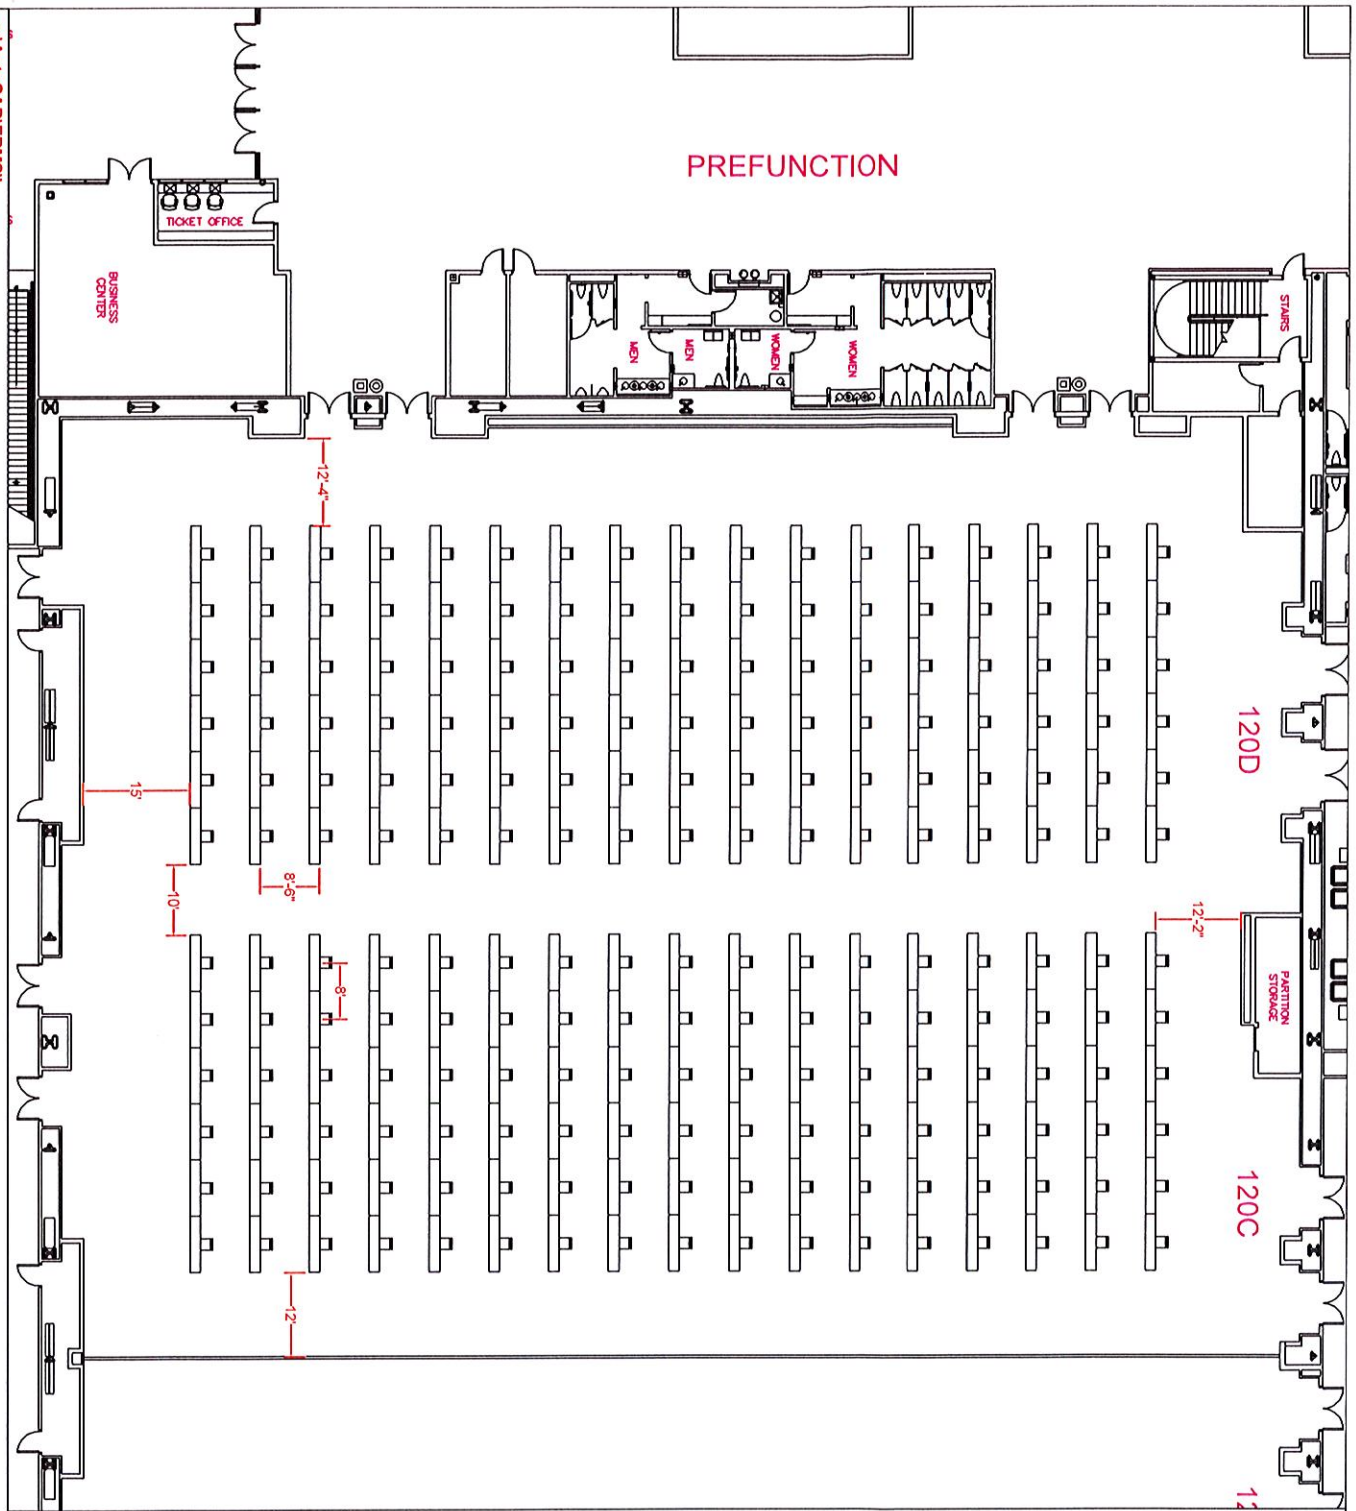 PREFUNCTION
TICKET OFFICE
BUSINESS
CENTER
STAIRS
MEN
MEN
WOMEN
WOMEN
12'-4"
120D
15'
8'-6"
10'
12'-2"
8'
PARTITION
STORAGE
120C
12'